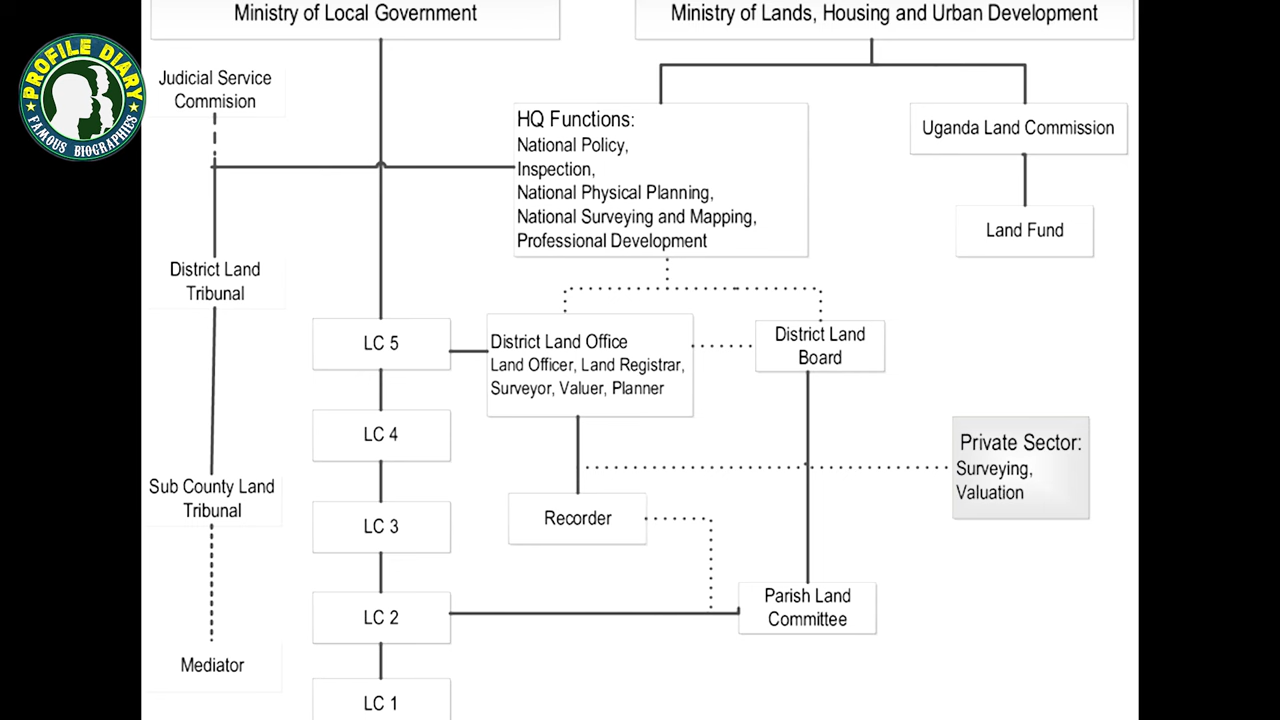 Ministry of Local Government
Ministry of Lands, Housing and Urban Development
PROFILE DIARY
FAMOUS BIOGRAPHIES
Judicial Service
Commision
HQ Functions:
National Policy,
Inspection,
National Physical Planning,
National Surveying and Mapping,
Professional Development
Uganda Land Commission
Land Fund
District Land
Tribunal
LC 5
District Land Office
Land Officer, Land Registrar,
Surveyor, Valuer, Planner
District Land
Board
LC 4
Private Sector:
Surveying,
Valuation
Sub County Land
Tribunal
LC 3
Recorder
LC 2
Parish Land
Committee
Mediator
LC 1